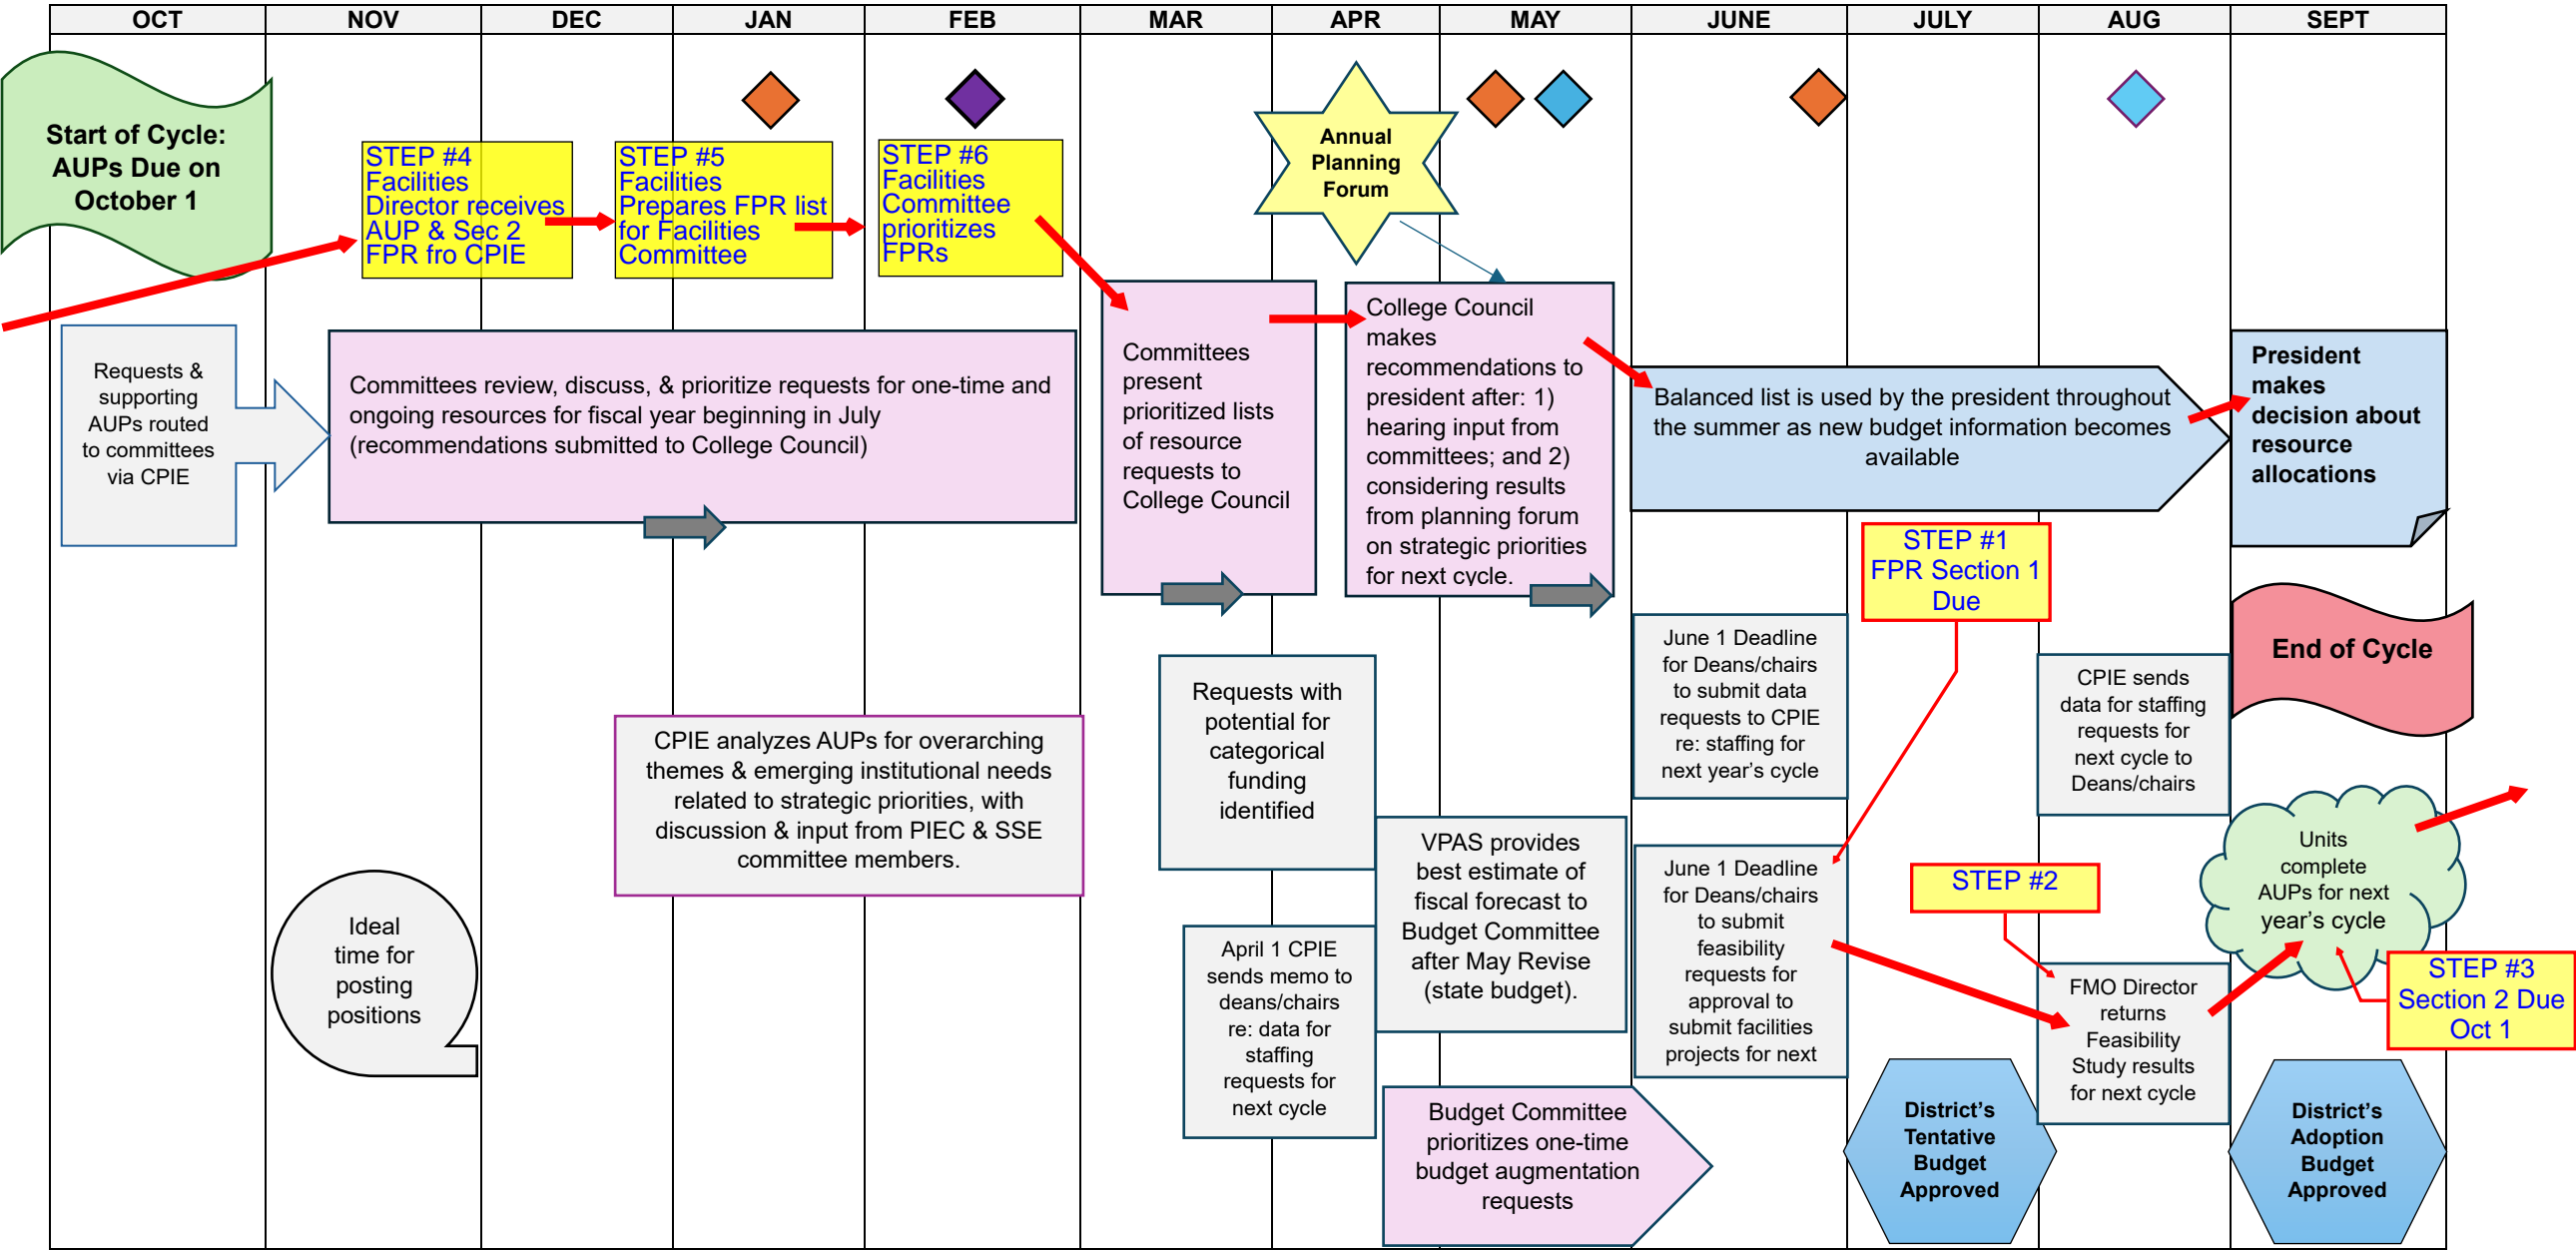 OCT NOV DEC JAN FEB MAR APR MAY JUNE JULY AUG SEPT
Start of Cycle:
AUPs Due on
October 1
STEP #4
Facilities
Director receives
AUP & Sec 2
FPR fro CPIE
STEP #5
Facilities
Prepares FPR list
for Facilities
Committee
STEP #6
Facilities
Committee
prioritizes
FPRs
Annual
Planning
Forum
Requests &
supporting
AUPs routed
to committees
via CPIE
Committees review, discuss, & prioritize requests for one-time and
ongoing resources for fiscal year beginning in July
(recommendations submitted to College Council)
Committees
present
prioritized lists
of resource
requests to
College Council
College Council
makes
recommendations to
president after: 1)
hearing input from
committees; and 2)
considering results
from planning forum
on strategic priorities
for next cycle.
Balanced list is used by the president throughout
the summer as new budget information becomes
available
President
makes
decision about
resource
allocations
STEP #1
FPR Section 1
Due
End of Cycle
June 1 Deadline
for Deans/chairs
to submit data
requests to CPIE
re: staffing for
next year's cycle
CPIE sends
data for staffing
requests for
next cycle to
Deans/chairs
Requests with
potential for
categorical
funding
identified
CPIE analyzes AUPs for overarching
themes & emerging institutional needs
related to strategic priorities, with
discussion & input from PIEC & SSE
committee members.
VPAS provides
best estimate of
fiscal forecast to
Budget Committee
after May Revise
(state budget).
June 1 Deadline
for Deans/chairs
to submit
feasibility
requests for
approval to
submit facilities
projects for next
STEP #2
Units
complete
AUPs for next
year's cycle
Ideal
time for
posting
positions
April 1 CPIE
sends memo to
deans/chairs
re: data for
staffing
requests for
next cycle
FMO Director
returns
Feasibility
Study results
for next cycle
STEP #3
Section 2 Due
Oct 1
Budget Committee
prioritizes one-time
budget augmentation
requests
District's
Tentative
Budget
Approved
District's
Adoption
Budget
Approved